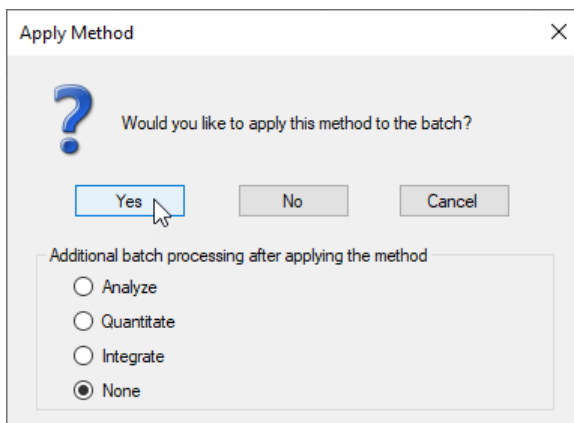 Apply Method
Would you like to apply this method to the batch?
Yes No Cancel
Additional batch processing after applying the method
Analyze
Quantitate
Integrate
None